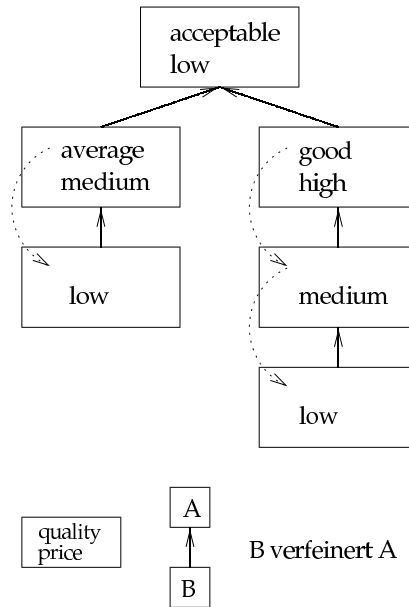 acceptable
low
average
medium
good
high
low
medium
low
quality
price
A
B
B verfeinert A